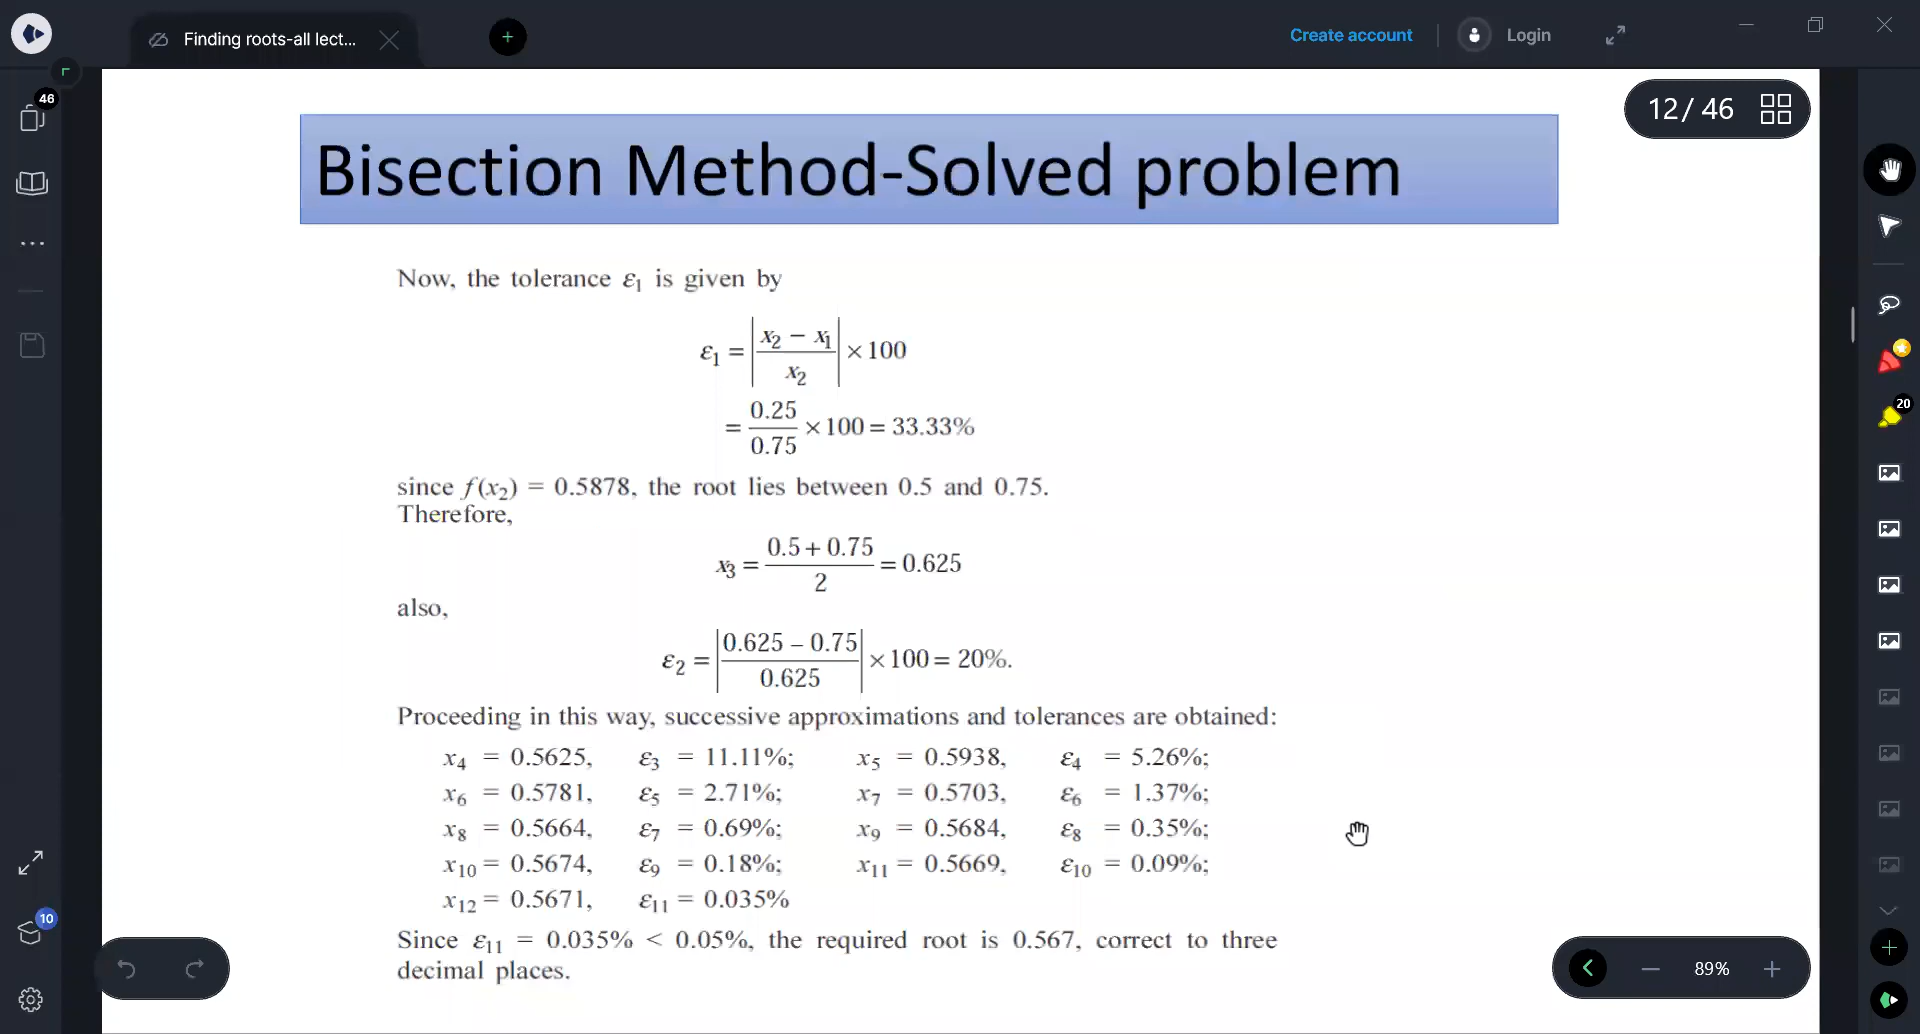 Finding roots-all lect...
Create account
Login
46
12/ 46
Bisection Method-Solved problem
Now, the tolerance ε₁ is given by
ε₁ = |(x₂ − x₁)/x₂| × 100
= 0.25/0.75 × 100 = 33.33%
since f(x₂) = 0.5878, the root lies between 0.5 and 0.75.
Therefore,
x₃ = (0.5 + 0.75)/2 = 0.625
also,
ε₂ = |(0.625 – 0.75)/0.625| × 100 = 20%.
Proceeding in this way, successive approximations and tolerances are obtained:
x₄ = 0.5625, ε₃ = 11.11%; x₅ = 0.5938, ε₄ = 5.26%;
x₆ = 0.5781, ε₅ = 2.71%; x₇ = 0.5703, ε₆ = 1.37%;
x₈ = 0.5664, ε₇ = 0.69%; x₉ = 0.5684, ε₈ = 0.35%;
x₁₀ = 0.5674, ε₉ = 0.18%; x₁₁ = 0.5669, ε₁₀ = 0.09%;
x₁₂ = 0.5671, ε₁₁ = 0.035%
Since ε₁₁ = 0.035% < 0.05%, the required root is 0.567, correct to three
decimal places.
20
10
89%